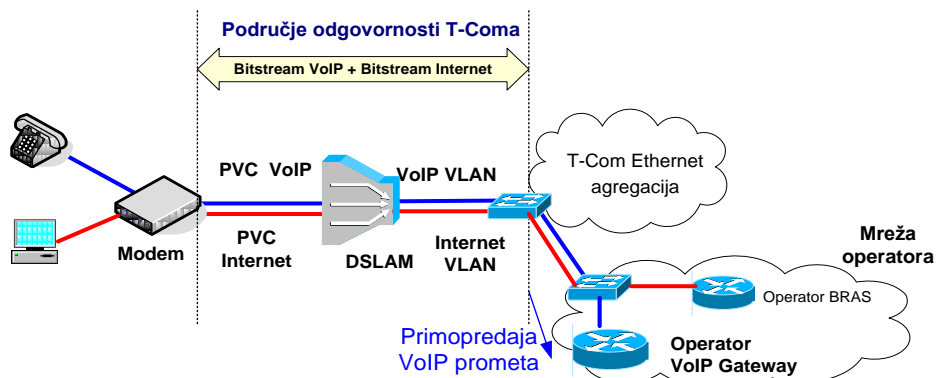 Područje odgovornosti T-Coma
Bitstream VoIP + Bitstream Internet
T-Com Ethernet
agregacija
PVC VoIP
VoIP VLAN
Modem
PVC
Internet
DSLAM
Internet
VLAN
Mreža
operatora
Operator BRAS
Primopredaja
VoIP prometa
Operator
VoIP Gateway